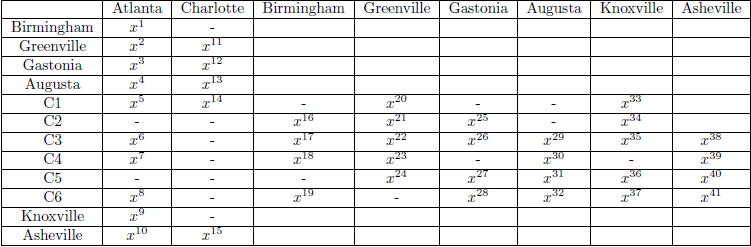 Atlanta Charlotte Birmingham Greenville Gastonia Augusta Knoxville Asheville
Birmingham x^1 -
Greenville x^2 x^11
Gastonia x^3 x^12
Augusta x^4 x^13
C1 x^5 x^14 - x^20 - - x^33
C2 - - x^16 x^21 x^25 - x^34
C3 x^6 - x^17 x^22 x^26 x^29 x^35 x^38
C4 x^7 - x^18 x^23 - x^30 - x^39
C5 - - - x^24 x^27 x^31 x^36 x^40
C6 x^8 - x^19 - x^28 x^32 x^37 x^41
Knoxville x^9 -
Asheville x^10 x^15